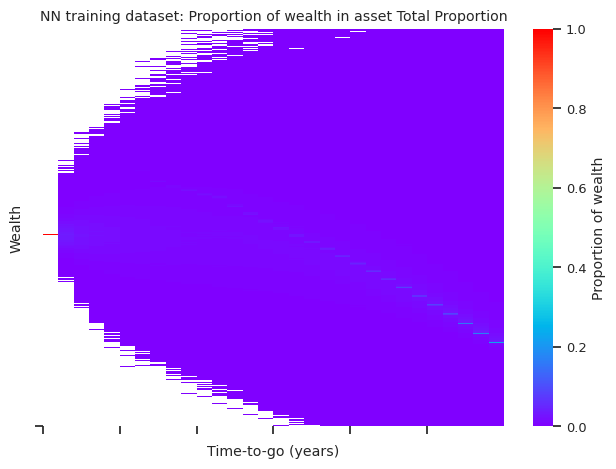 NN training dataset: Proportion of wealth in asset Total Proportion
1.0
0.8
0.6
0.4
0.2
0.0
Proportion of wealth
Wealth
Time-to-go (years)